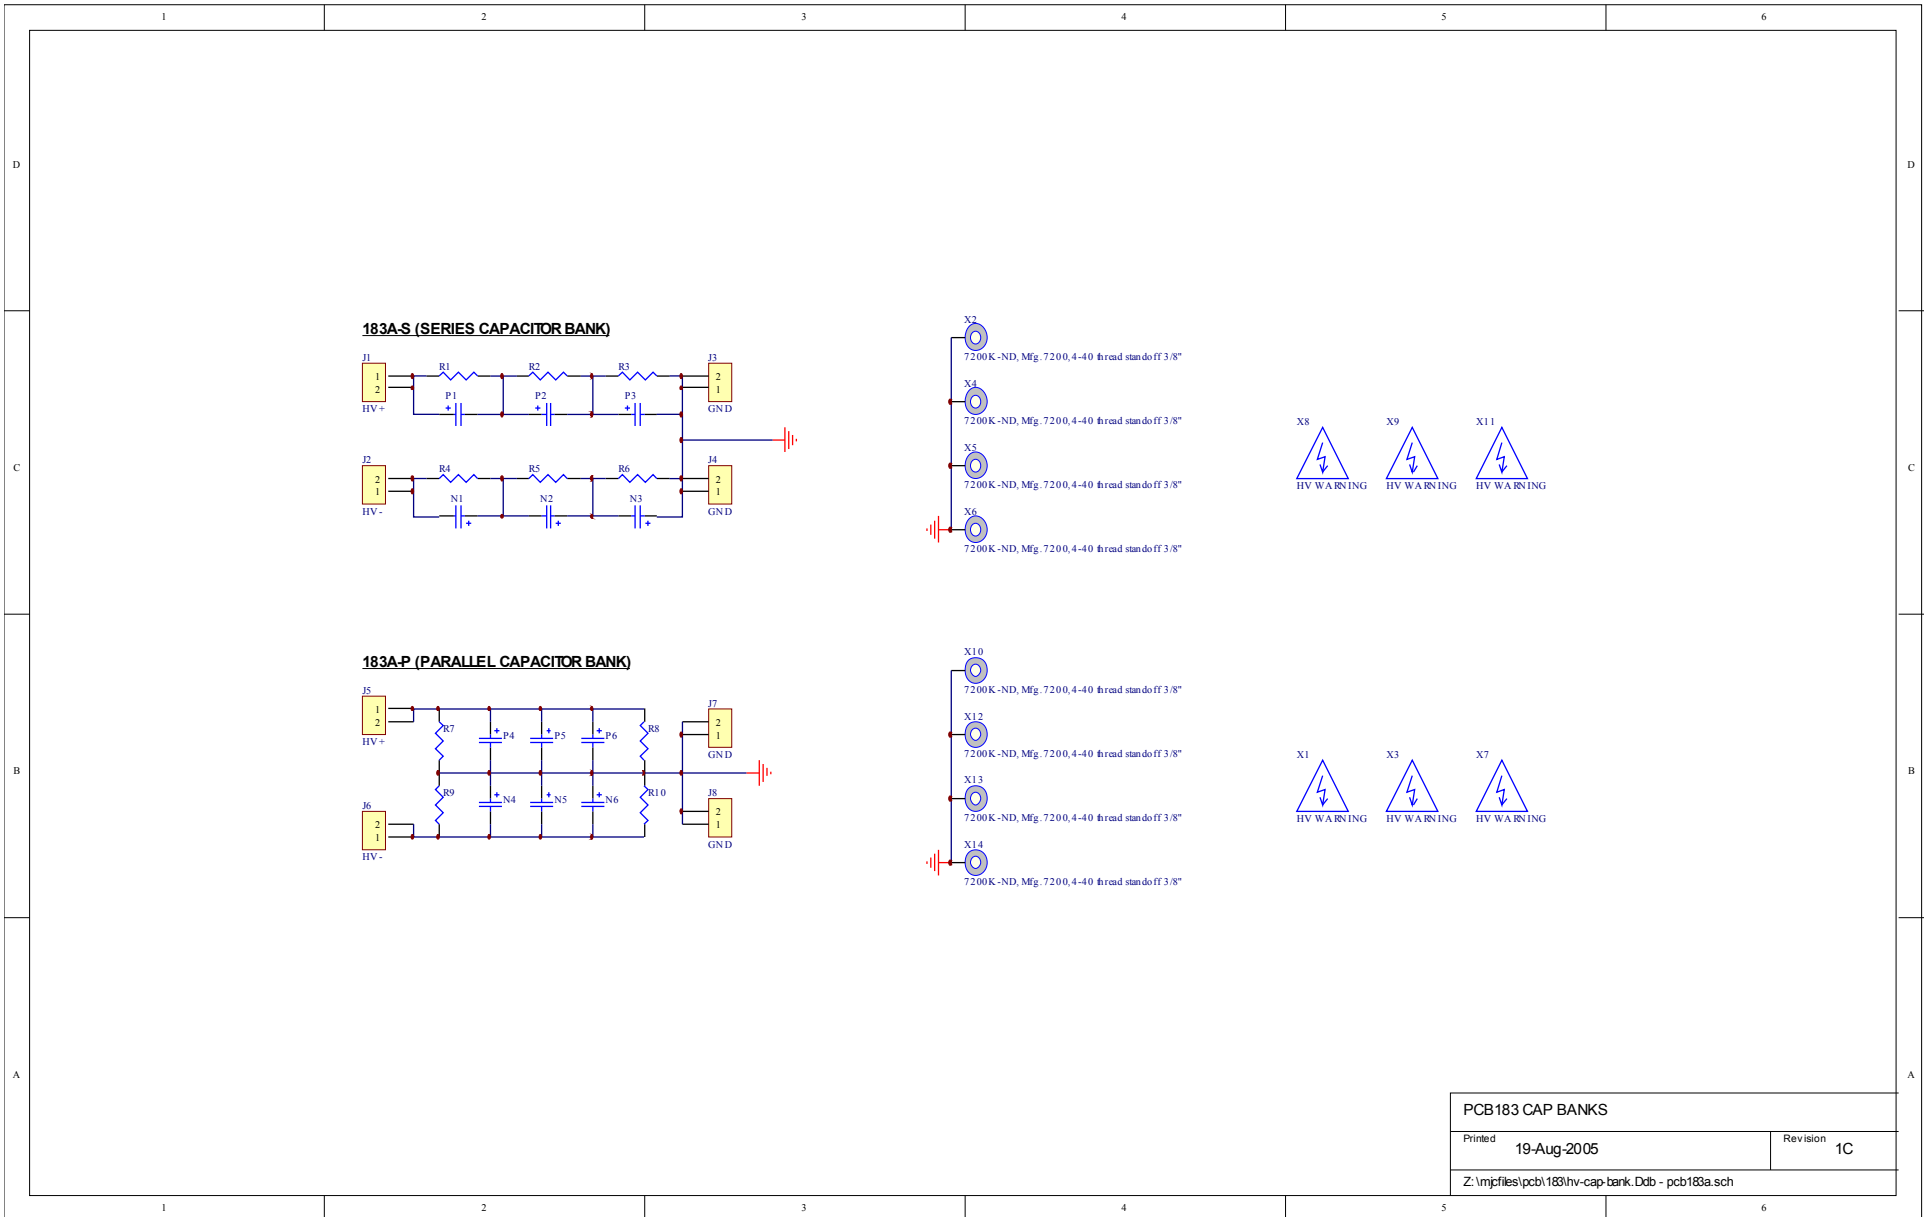 1 2 3 4 5 6
D D
183A-S (SERIES CAPACITOR BANK)
J1
1
2
HV+
R1 R2 R3
P1 P2 P3
+ + +
J3
2
1
GND
J2
2
1
HV-
R4 R5 R6
N1 N2 N3
+ + +
J4
2
1
GND
X2
7200K-ND, Mfg. 7200, 4-40 thread standoff 3/8"
X4
7200K-ND, Mfg. 7200, 4-40 thread standoff 3/8"
X5
7200K-ND, Mfg. 7200, 4-40 thread standoff 3/8"
X6
7200K-ND, Mfg. 7200, 4-40 thread standoff 3/8"
X8 X9 X11
HV WARNING HV WARNING HV WARNING
C C
183A-P (PARALLEL CAPACITOR BANK)
J5
1
2
HV+
R7 P4 P5 P6 R8
+ + +
J7
2
1
GND
R9 N4 N5 N6 R10
+ + +
J6
2
1
HV-
J8
2
1
GND
X10
7200K-ND, Mfg. 7200, 4-40 thread standoff 3/8"
X12
7200K-ND, Mfg. 7200, 4-40 thread standoff 3/8"
X13
7200K-ND, Mfg. 7200, 4-40 thread standoff 3/8"
X14
7200K-ND, Mfg. 7200, 4-40 thread standoff 3/8"
X1 X3 X7
HV WARNING HV WARNING HV WARNING
B B
A A
PCB183 CAP BANKS
Printed 19-Aug-2005 Revision 1C
Z:\mjcfiles\pcb\183\hv-cap-bank.Ddb - pcb183a.sch
1 2 3 4 5 6